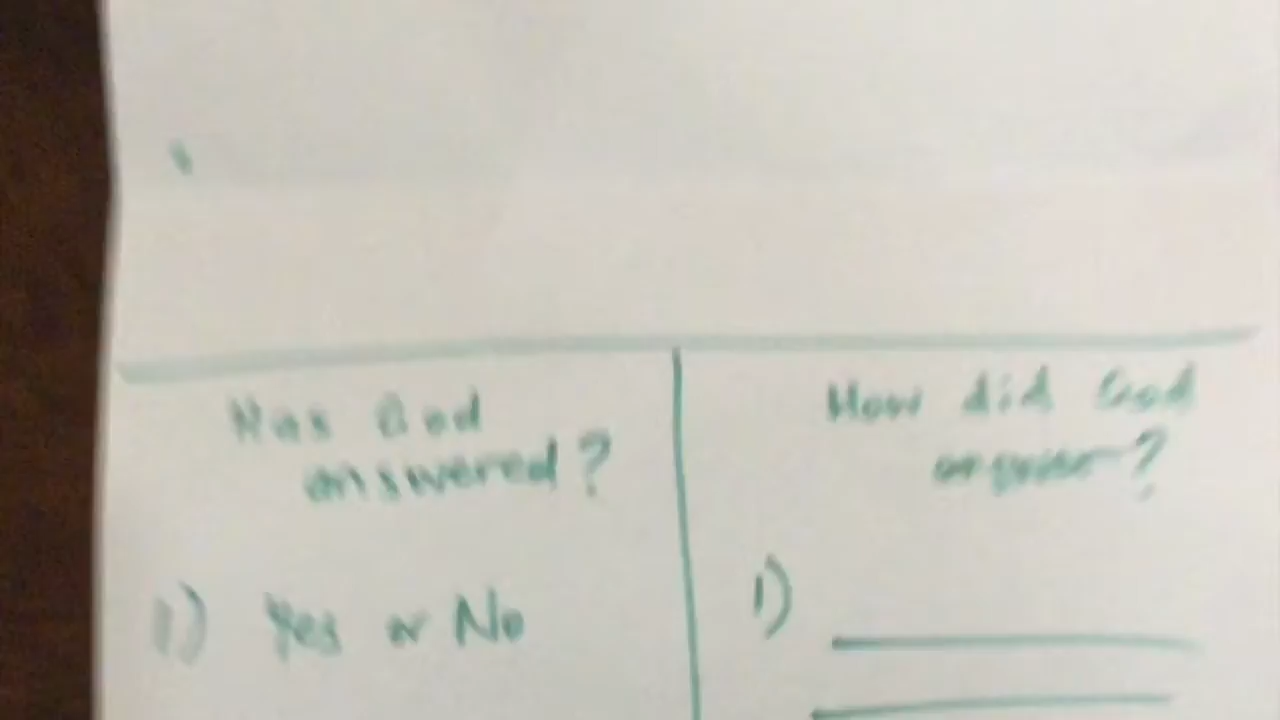 Has God
answered?
How did God
answer?
1) Yes or No
1)